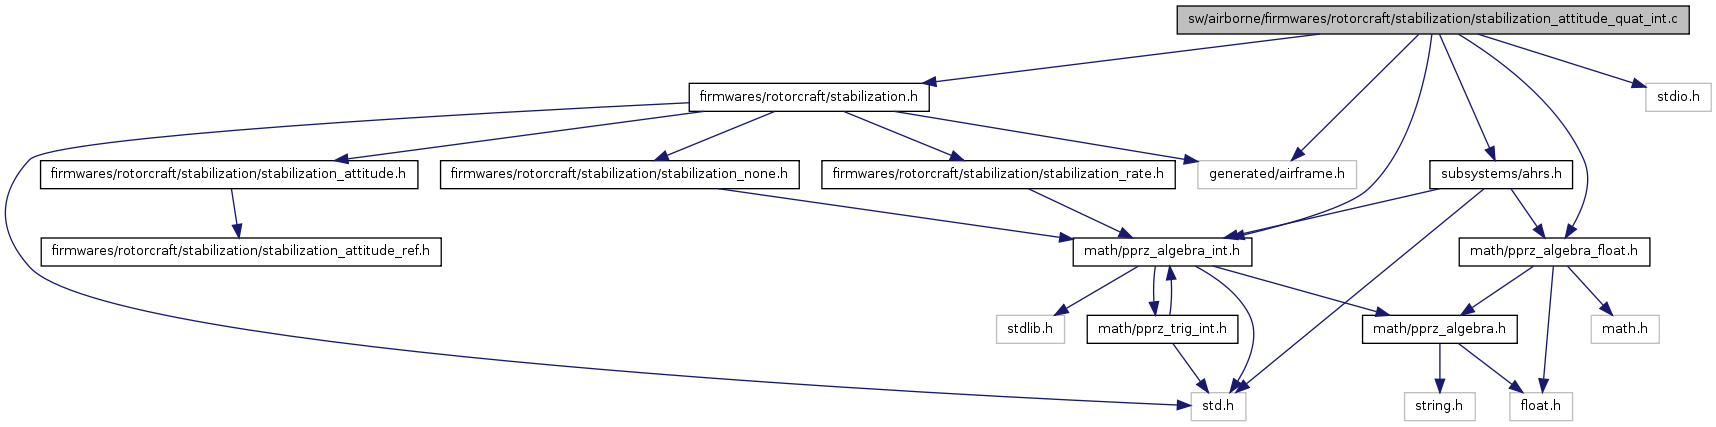 sw/airborne/firmwares/rotorcraft/stabilization/stabilization_attitude_quat_int.c
firmwares/rotorcraft/stabilization.h
stdio.h
firmwares/rotorcraft/stabilization/stabilization_attitude.h
firmwares/rotorcraft/stabilization/stabilization_none.h
firmwares/rotorcraft/stabilization/stabilization_rate.h
generated/airframe.h
subsystems/ahrs.h
firmwares/rotorcraft/stabilization/stabilization_attitude_ref.h
math/pprz_algebra_int.h
math/pprz_algebra_float.h
stdlib.h
math/pprz_trig_int.h
math/pprz_algebra.h
math.h
std.h
string.h
float.h